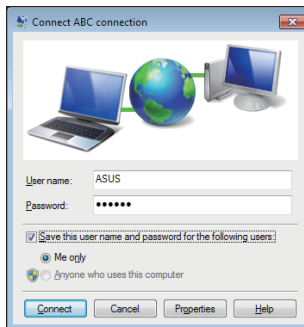 Connect ABC connection
User name: ASUS
Password: ••••••
Save this user name and password for the following users:
Me only
Anyone who uses this computer
Connect Cancel Properties Help